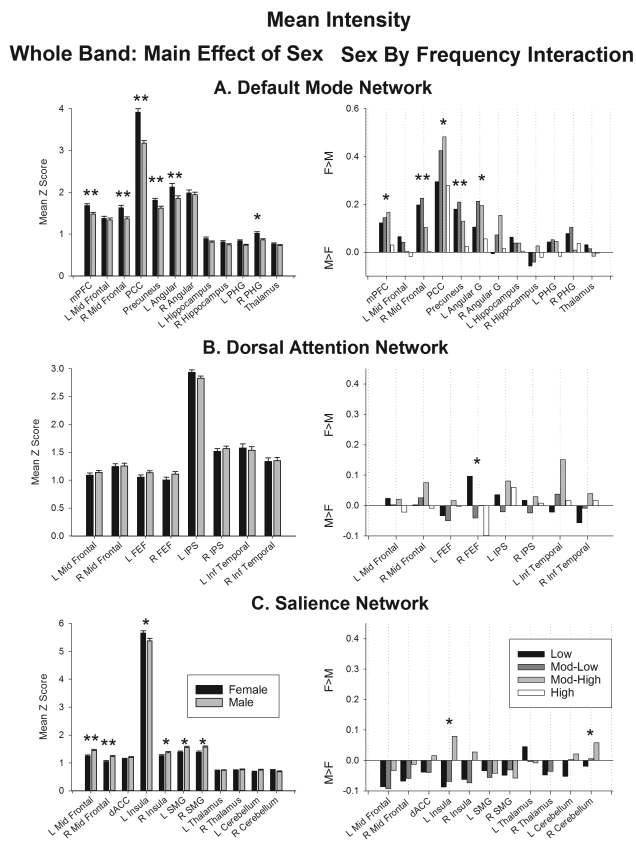 Mean Intensity
Whole Band: Main Effect of Sex Sex By Frequency Interaction
A. Default Mode Network
Mean Z Score
4
3
2
1
0
** ** ** ** ** *
mPFC
L Mid Frontal
R Mid Frontal
PCC
Precuneus
L Angular
R Angular
L Hippocampus
R Hippocampus
L PHG
R PHG
Thalamus
F>M
M>F
0.6
0.4
0.2
0.0
* ** * ** *
mPFC
L Mid Frontal
R Mid Frontal
PCC
Precuneus
L Angular G
R Angular G
L Hippocampus
R Hippocampus
L PHG
R PHG
Thalamus
B. Dorsal Attention Network
Mean Z Score
3.0
2.5
2.0
1.5
1.0
0.5
0.0
L Mid Frontal
R Mid Frontal
L FEF
R FEF
L IPS
R IPS
L Inf Temporal
R Inf Temporal
F>M
M>F
0.4
0.3
0.2
0.1
0.0
-0.1
*
L Mid Frontal
R Mid Frontal
L FEF
R FEF
L IPS
R IPS
L Inf Temporal
R Inf Temporal
C. Salience Network
Mean Z Score
6
5
4
3
2
1
0
** ** * * * *
Female
Male
L Mid Frontal
R Mid Frontal
dACC
L Insula
R Insula
L SMG
R SMG
L Thalamus
R Thalamus
L Cerebellum
R Cerebellum
F>M
M>F
0.4
0.3
0.2
0.1
0.0
-0.1
* *
Low
Mod-Low
Mod-High
High
L Mid Frontal
R Mid Frontal
dACC
L Insula
R Insula
L SMG
R SMG
L Thalamus
R Thalamus
L Cerebellum
R Cerebellum